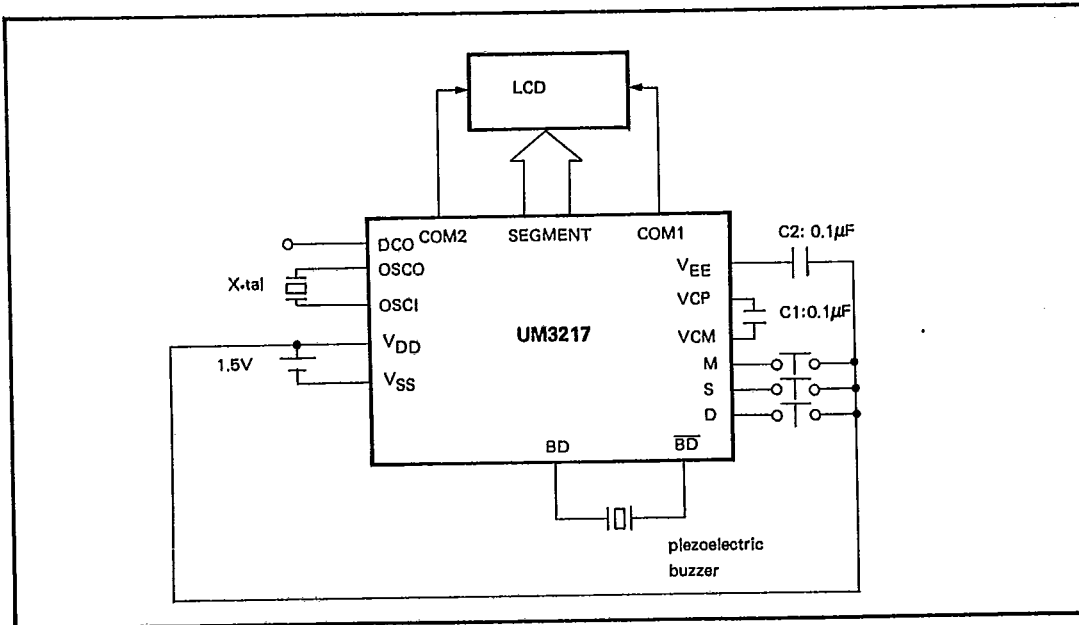 LCD
DCO
COM2
SEGMENT
COM1
C2: 0.1μF
OSCO
VEE
X-tal
VCP
OSCI
C1:0.1μF
UM3217
VCM
VDD
1.5V
M
VSS
S
D
BD
BD
piezoelectric
buzzer